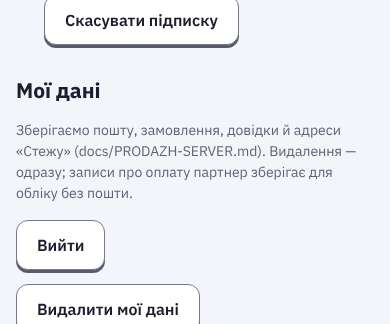 Скасувати підписку
Мої дані
Зберігаємо пошту, замовлення, довідки й адреси
«Стежу» (docs/PRODAZH-SERVER.md). Видалення —
одразу; записи про оплату партнер зберігає для
обліку без пошти.
Вийти
Видалити мої дані